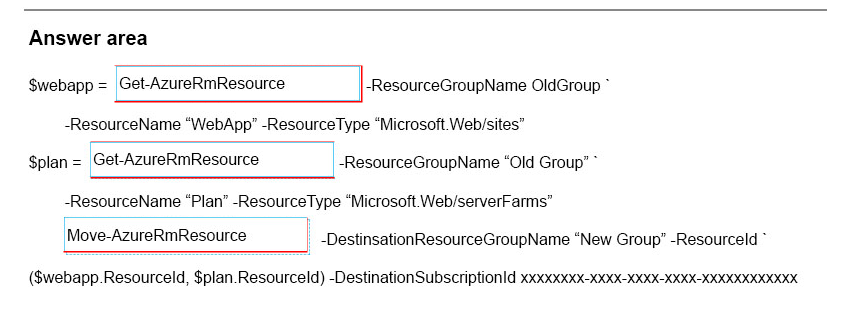 Answer area
$webapp = Get-AzureRmResource -ResourceGroupName OldGroup `
-ResourceName “WebApp” -ResourceType “Microsoft.Web/sites”
$plan = Get-AzureRmResource -ResourceGroupName “Old Group” `
-ResourceName “Plan” -ResourceType “Microsoft.Web/serverFarms”
Move-AzureRmResource -DestinsationResourceGroupName “New Group” -ResourceId `
($webapp.ResourceId, $plan.ResourceId) -DestinationSubscriptionId xxxxxxxx-xxxx-xxxx-xxxx-xxxxxxxxxxxx